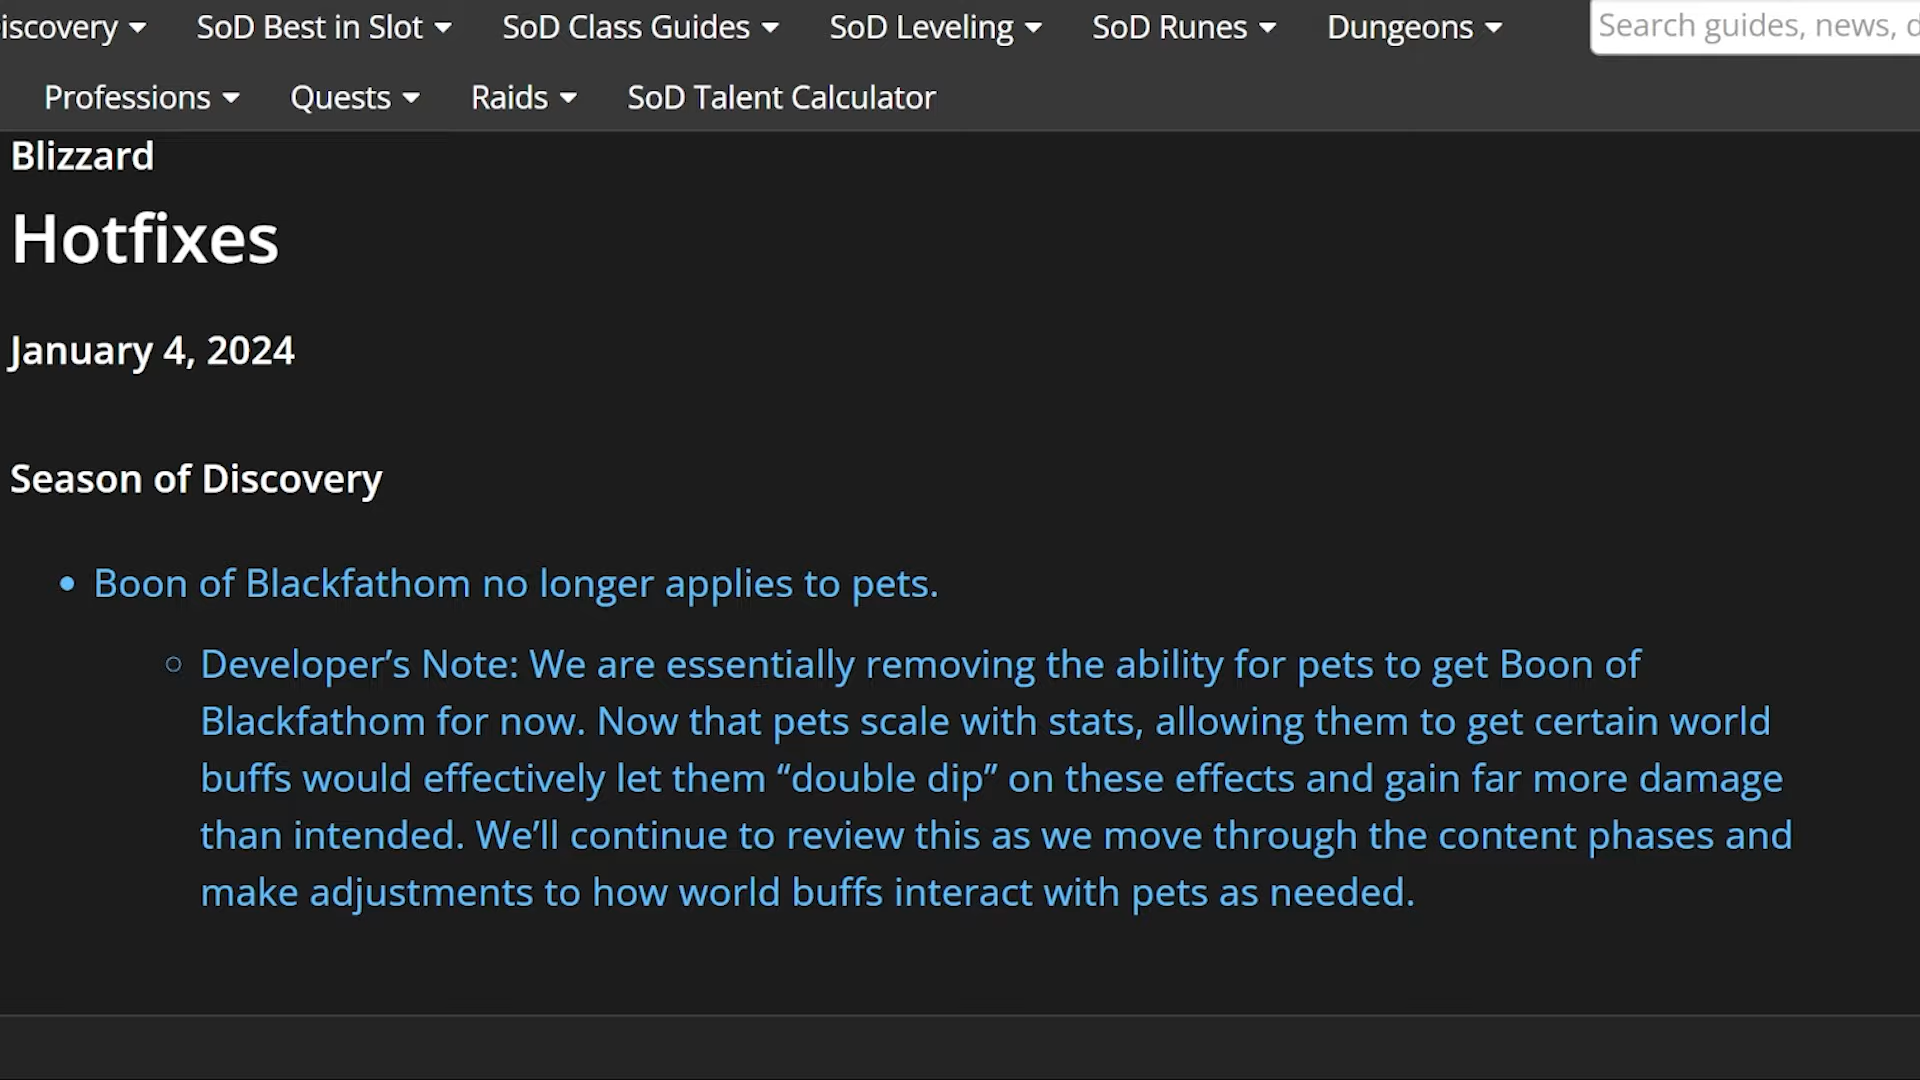 iscovery SoD Best in Slot SoD Class Guides SoD Leveling SoD Runes Dungeons Search guides, news, d
Professions Quests Raids SoD Talent Calculator
Blizzard
Hotfixes
January 4, 2024
Season of Discovery
Boon of Blackfathom no longer applies to pets.
Developer’s Note: We are essentially removing the ability for pets to get Boon of
Blackfathom for now. Now that pets scale with stats, allowing them to get certain world
buffs would effectively let them “double dip” on these effects and gain far more damage
than intended. We’ll continue to review this as we move through the content phases and
make adjustments to how world buffs interact with pets as needed.